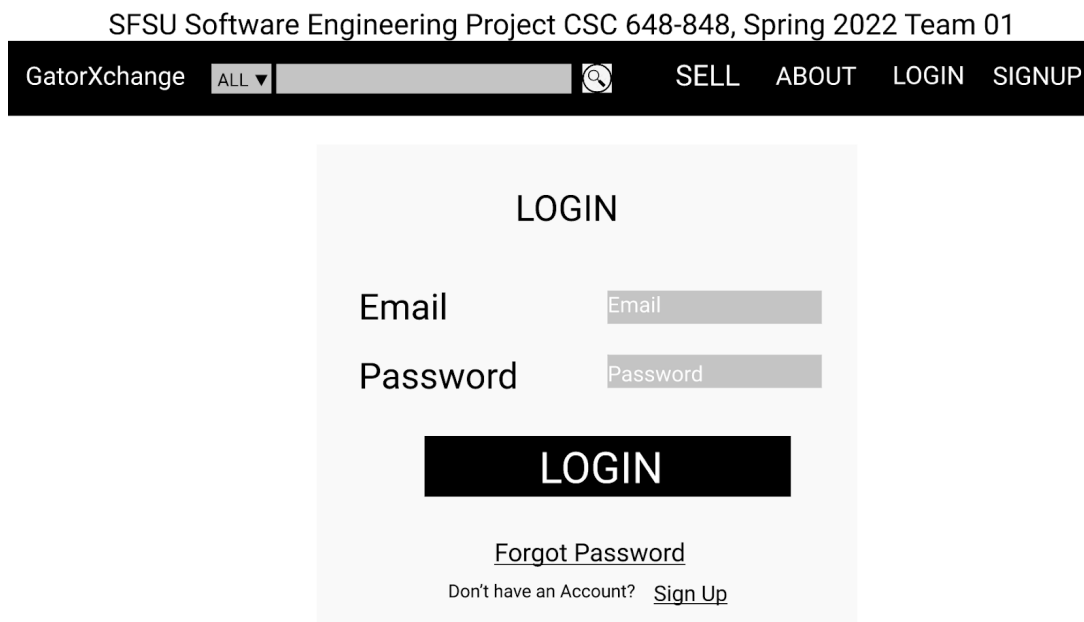 SFSU Software Engineering Project CSC 648-848, Spring 2022 Team 01
GatorXchange ALL ▼ SELL ABOUT LOGIN SIGNUP
LOGIN
Email Email
Password Password
LOGIN
Forgot Password
Don’t have an Account? Sign Up